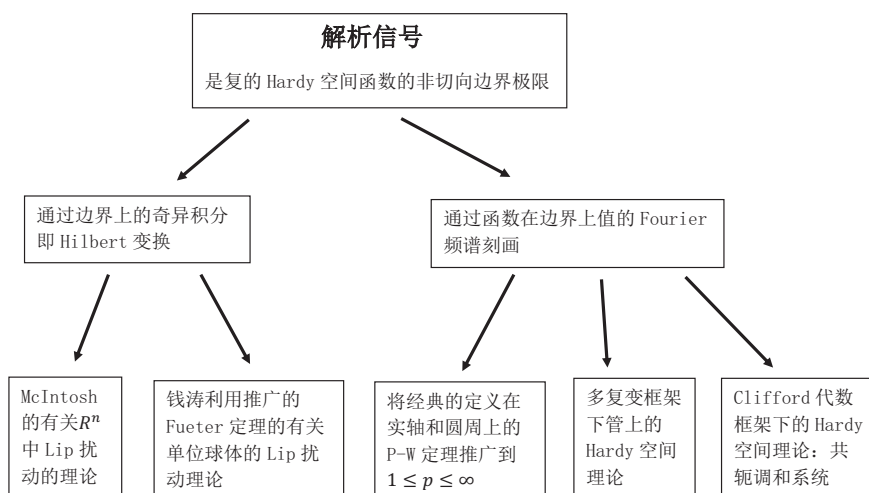 解析信号
是复的 Hardy 空间函数的非切向边界极限
通过边界上的奇异积分
即 Hilbert 变换
通过函数在边界上值的 Fourier
频谱刻画
McIntosh
的有关Rⁿ
中 Lip 扰
动的理论
钱涛利用推广的
Fueter 定理的有关
单位球体的 Lip 扰
动理论
将经典的定义在
实轴和圆周上的
P-W 定理推广到
1 ≤ p ≤ ∞
多复变框架
下管上的
Hardy 空间
理论
Clifford 代数
框架下的 Hardy
空间理论：共
轭调和系统